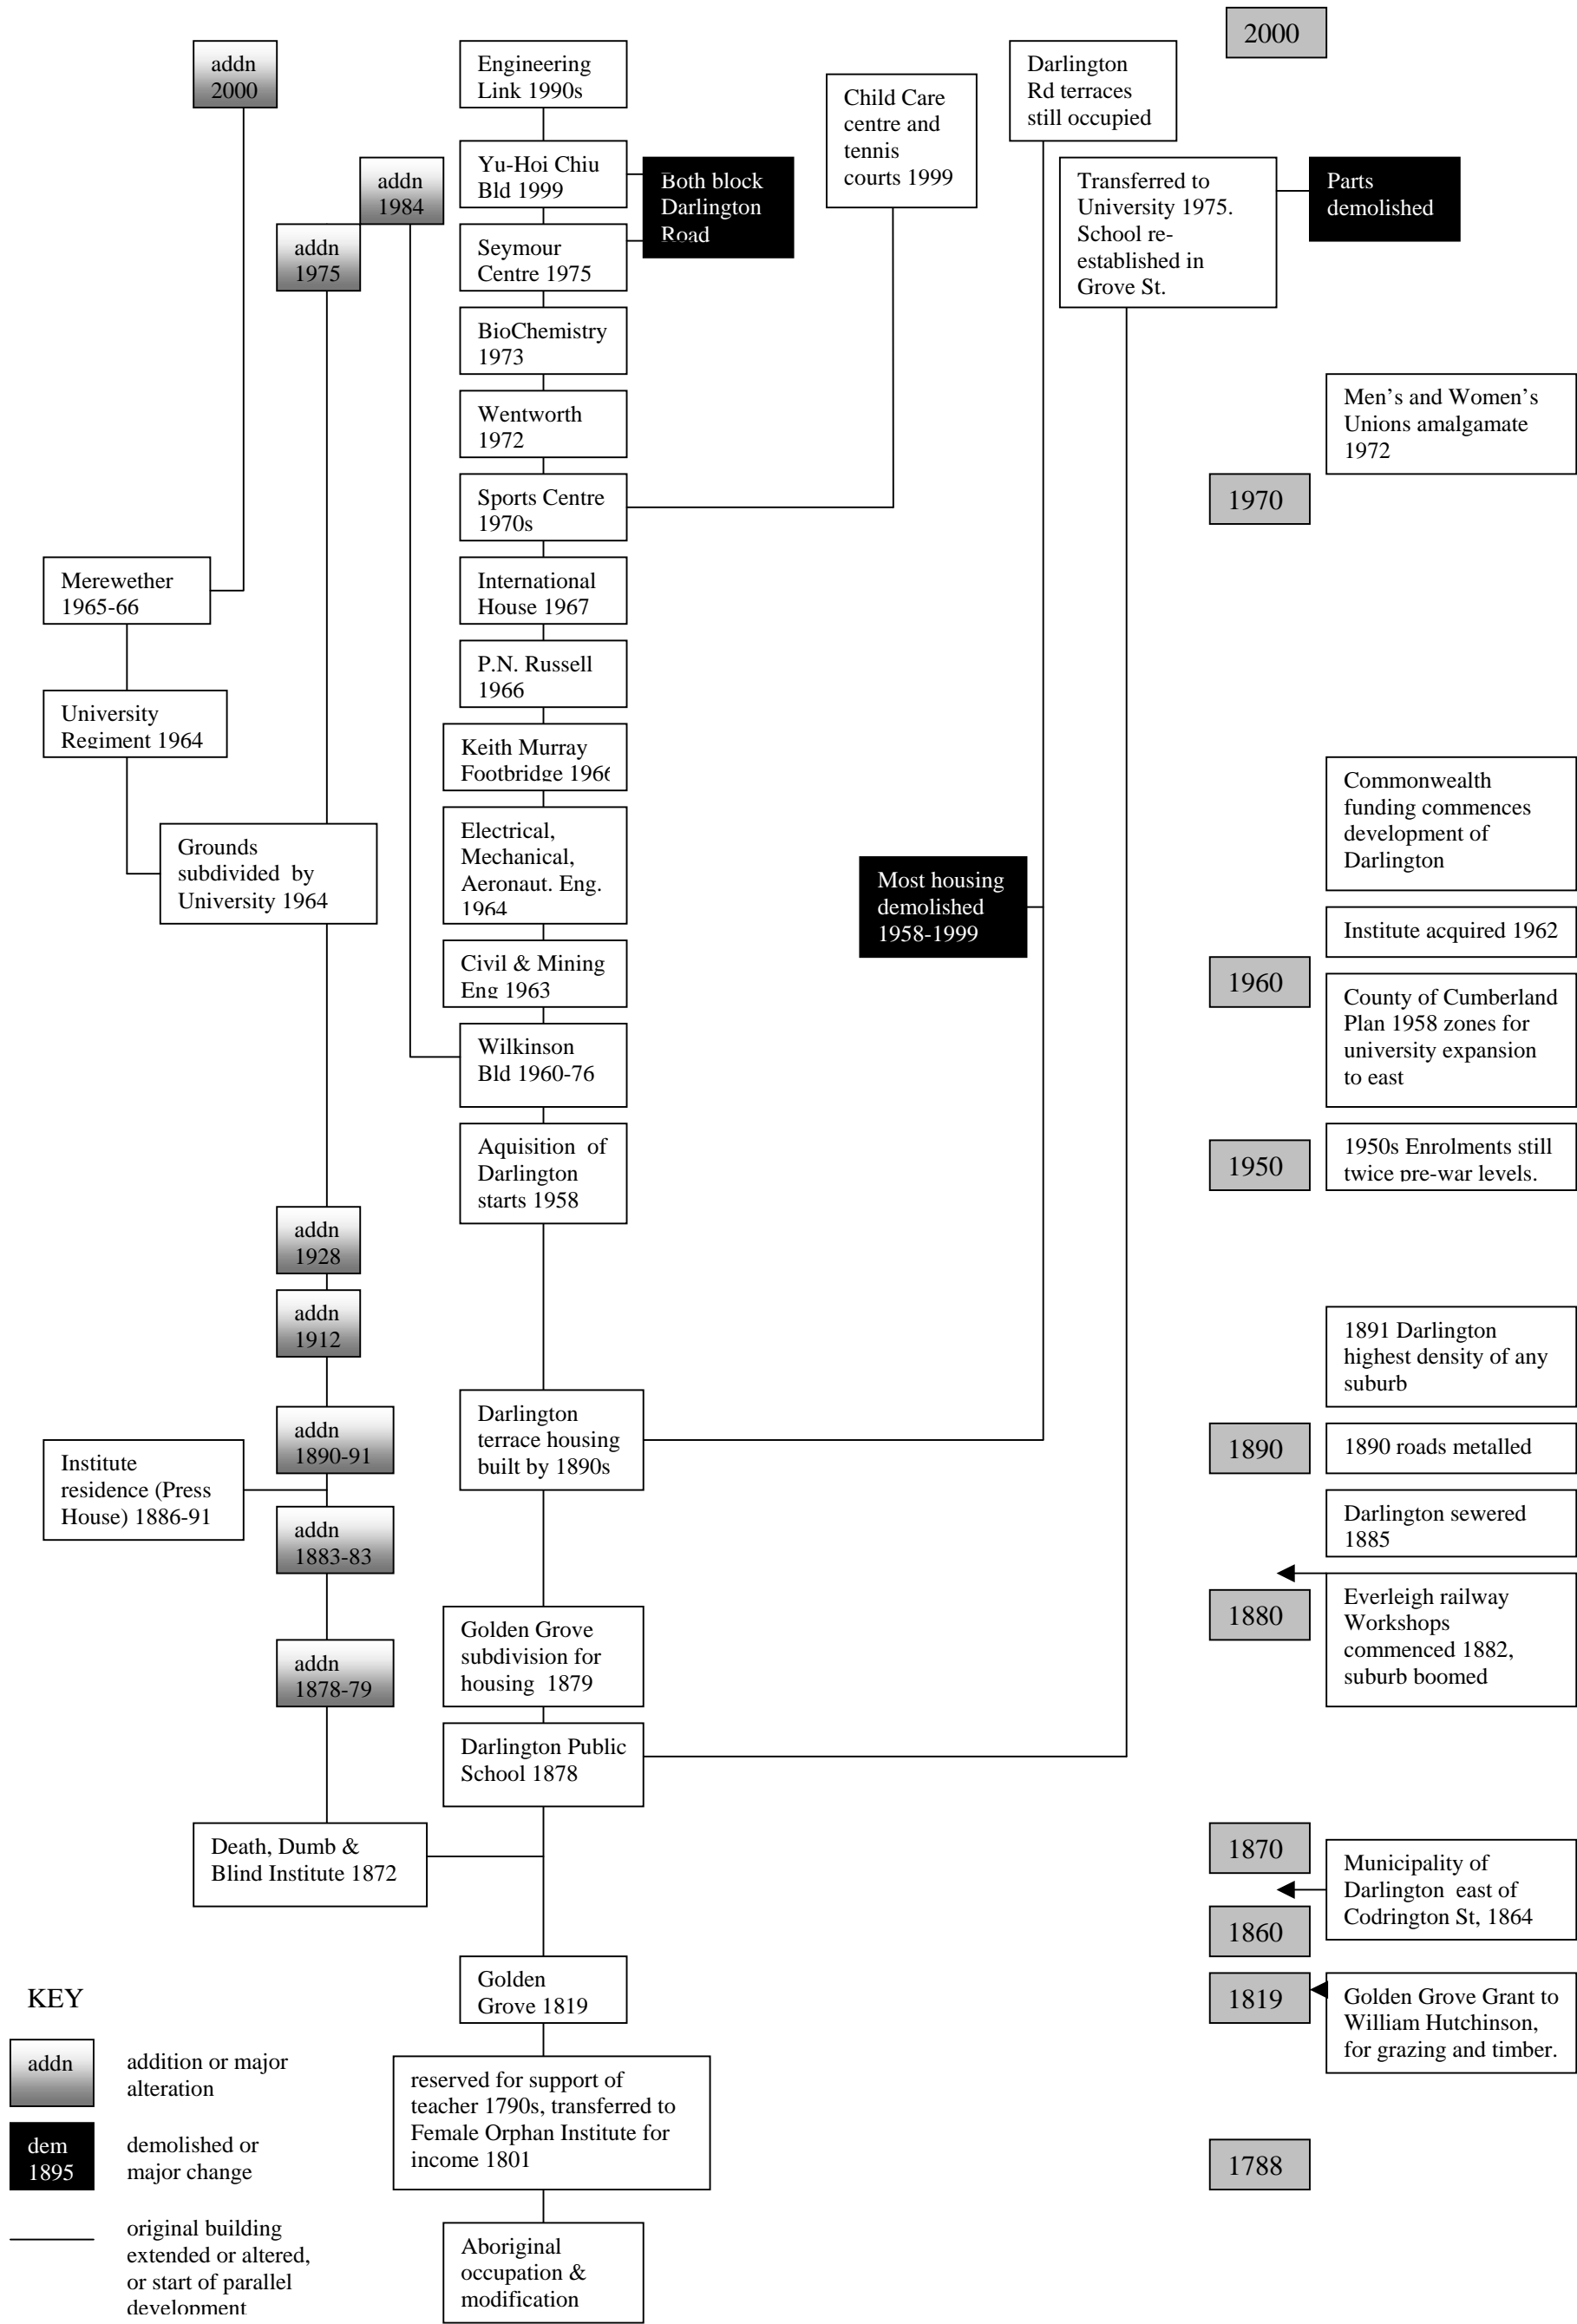 2000
addn
2000
Engineering
Link 1990s
Darlington
Rd terraces
still occupied
Child Care
centre and
tennis
courts 1999
Yu-Hoi Chiu
Bld 1999
Both block
Darlington
Road
addn
1984
Transferred to
University 1975.
School re-
established in
Grove St.
Parts
demolished
addn
1975
Seymour
Centre 1975
BioChemistry
1973
Men's and Women's
Unions amalgamate
1972
Wentworth
1972
1970
Sports Centre
1970s
Merewether
1965-66
International
House 1967
P.N. Russell
1966
University
Regiment 1964
Keith Murray
Footbridge 1966
Commonwealth
funding commences
development of
Darlington
Grounds
subdivided by
University 1964
Electrical,
Mechanical,
Aeronaut. Eng.
1964
Most housing
demolished
1958-1999
Institute acquired 1962
Civil & Mining
Eng 1963
1960
County of Cumberland
Plan 1958 zones for
university expansion
to east
Wilkinson
Bld 1960-76
Aquisition of
Darlington
starts 1958
1950
1950s Enrolments still
twice pre-war levels.
addn
1928
addn
1912
1891 Darlington
highest density of any
suburb
Darlington
terrace housing
built by 1890s
addn
1890-91
1890
1890 roads metalled
Institute
residence (Press
House) 1886-91
Darlington sewered
1885
addn
1883-83
1880
Everleigh railway
Workshops
commenced 1882,
suburb boomed
Golden Grove
subdivision for
housing 1879
addn
1878-79
Darlington Public
School 1878
Death, Dumb &
Blind Institute 1872
1870
Municipality of
Darlington east of
Codrington St, 1864
1860
Golden
Grove 1819
1819
Golden Grove Grant to
William Hutchinson,
for grazing and timber.
reserved for support of
teacher 1790s, transferred to
Female Orphan Institute for
income 1801
1788
Aboriginal
occupation &
modification
KEY
addn
addition or major
alteration
dem
1895
demolished or
major change
original building
extended or altered,
or start of parallel
development